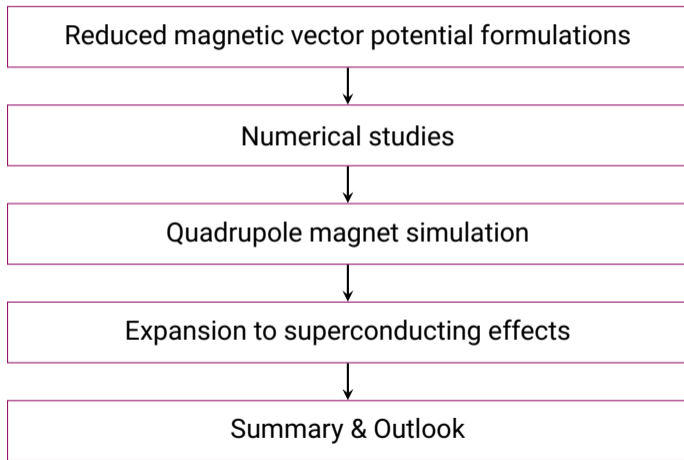 Reduced magnetic vector potential formulations
Numerical studies
Quadrupole magnet simulation
Expansion to superconducting effects
Summary & Outlook